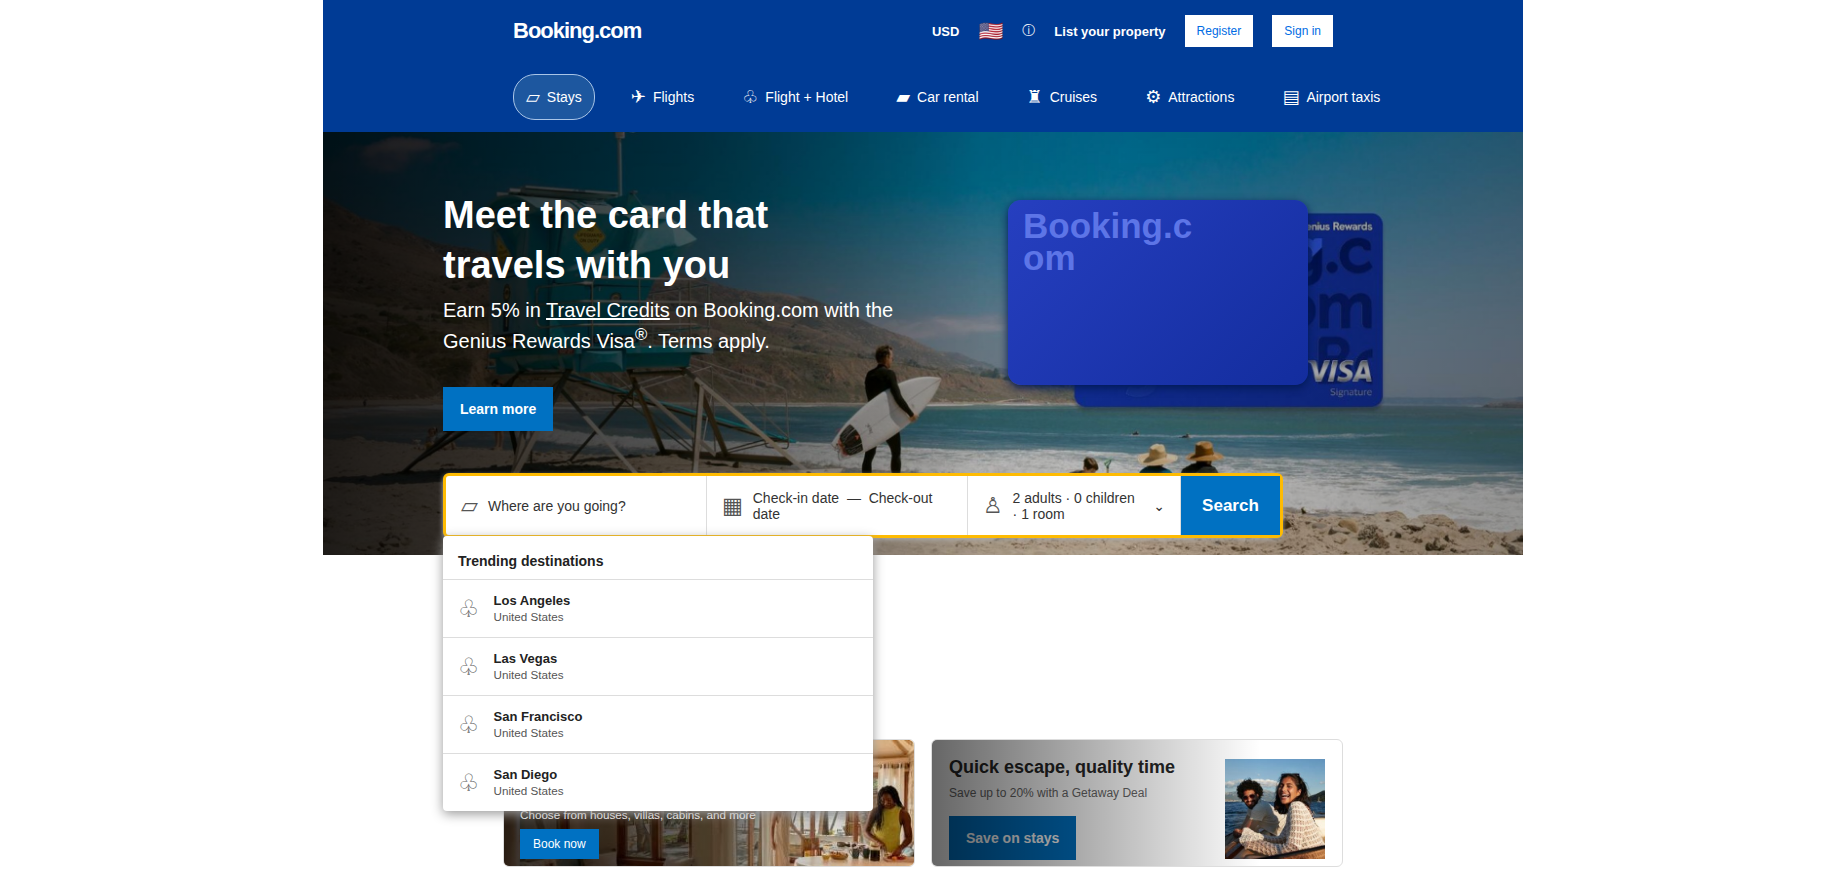 Booking.com
USD
List your property
Register
Sign in
Stays
Flights
Flight + Hotel
Car rental
Cruises
Attractions
Airport taxis
Meet the card that
travels with you
Earn 5% in Travel Credits on Booking.com with the
Genius Rewards Visa®. Terms apply.
Learn more
Booking.c
om
enius Rewards
g.c
om
VISA
Signature
Where are you going?
Check-in date — Check-out
date
2 adults · 0 children
· 1 room
Search
Trending destinations
Los Angeles
United States
Las Vegas
United States
San Francisco
United States
San Diego
United States
Choose from houses, villas, cabins, and more
Book now
Quick escape, quality time
Save up to 20% with a Getaway Deal
Save on stays